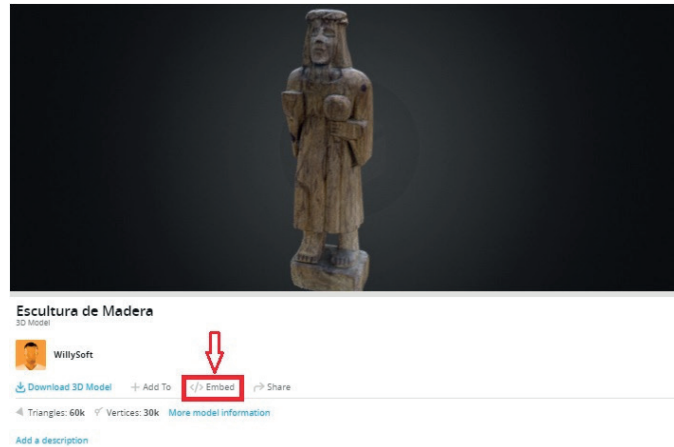 Escultura de Madera
3D Model
WillySoft
Download 3D Model + Add To </> Embed Share
Triangles: 60k Vertices: 30k More model information
Add a description